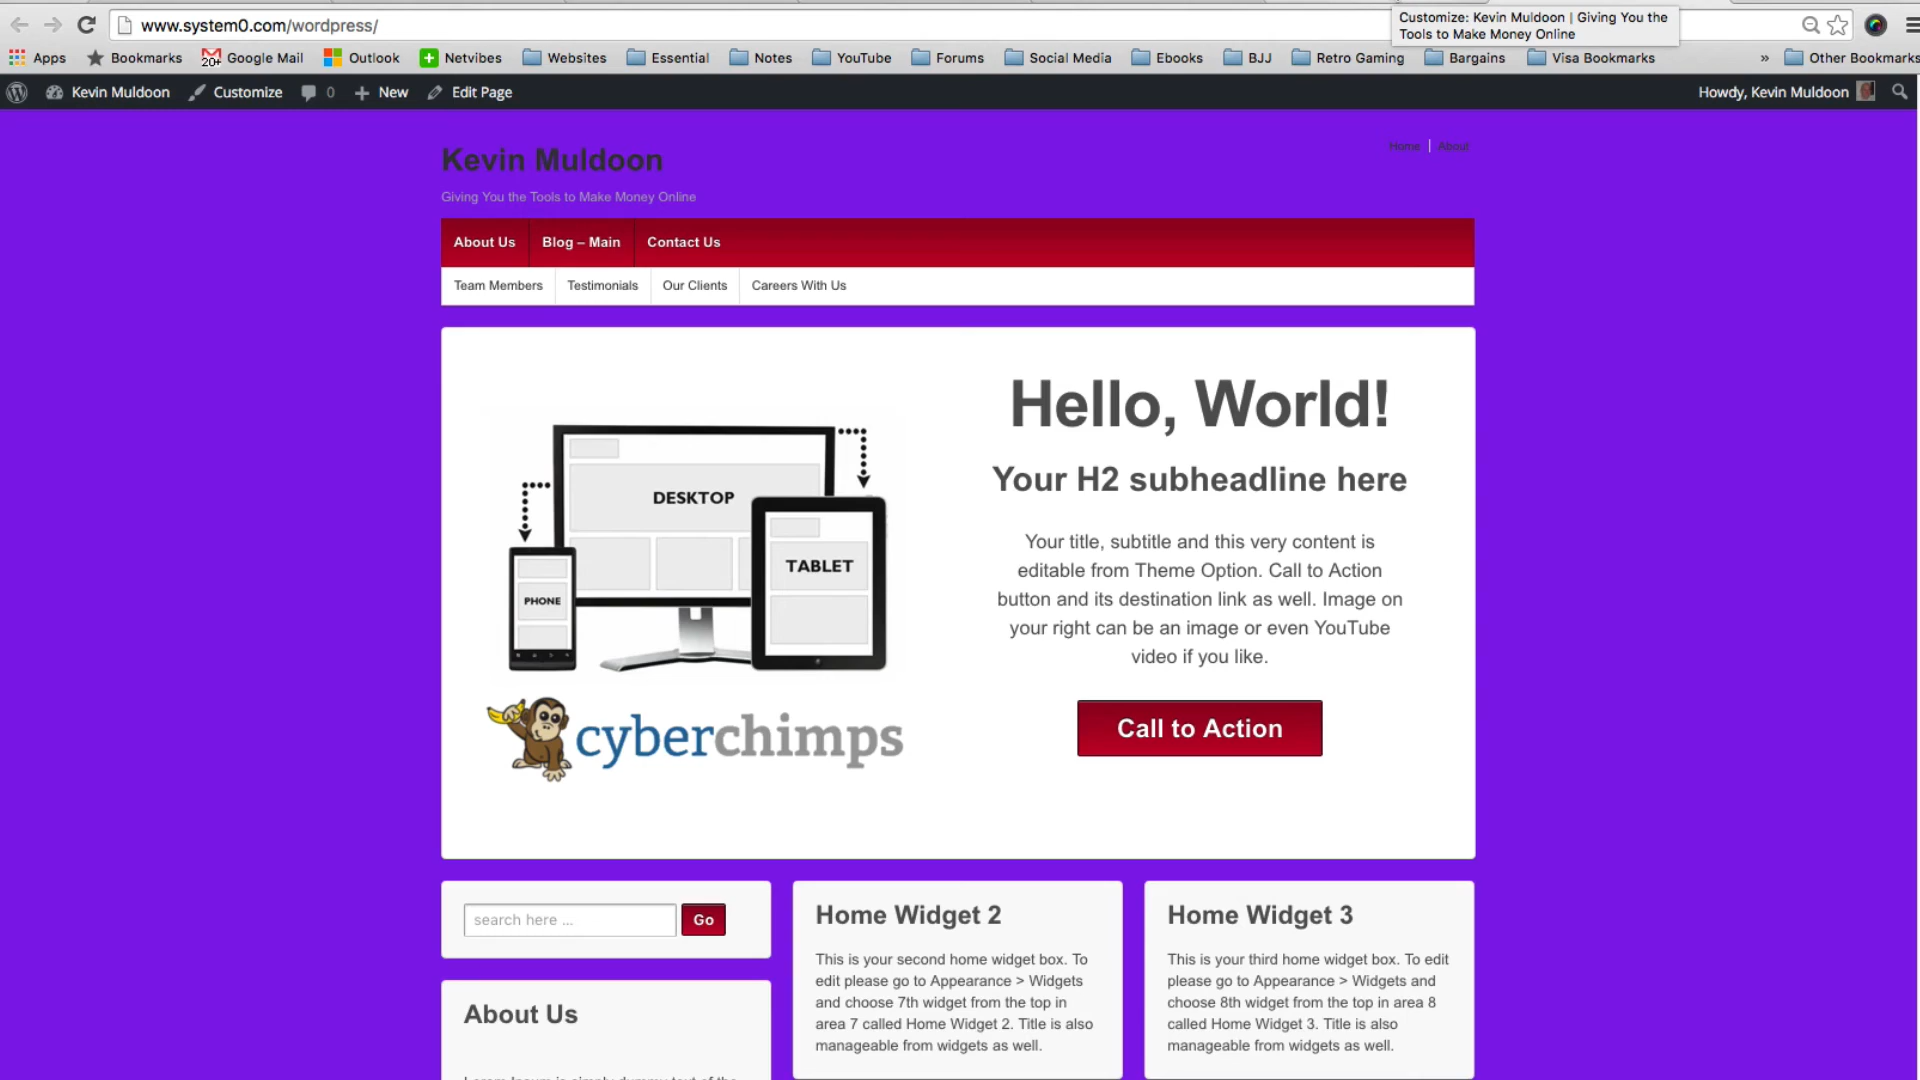 www.system0.com/wordpress/
Customize: Kevin Muldoon | Giving You the
Tools to Make Money Online
Apps Bookmarks 20+ Google Mail Outlook Netvibes Websites Essential Notes YouTube Forums Social Media Ebooks BJJ Retro Gaming Bargains Visa Bookmarks » Other Bookmarks
Kevin Muldoon Customize 0 New Edit Page Howdy, Kevin Muldoon
Home | About
Kevin Muldoon
Giving You the Tools to Make Money Online
About Us Blog – Main Contact Us
Team Members Testimonials Our Clients Careers With Us
DESKTOP
TABLET
PHONE
cyberchimps
Hello, World!
Your H2 subheadline here
Your title, subtitle and this very content is
editable from Theme Option. Call to Action
button and its destination link as well. Image on
your right can be an image or even YouTube
video if you like.
Call to Action
search here ... Go
About Us
Home Widget 2
This is your second home widget box. To
edit please go to Appearance > Widgets
and choose 7th widget from the top in
area 7 called Home Widget 2. Title is also
manageable from widgets as well.
Home Widget 3
This is your third home widget box. To edit
please go to Appearance > Widgets and
choose 8th widget from the top in area 8
called Home Widget 3. Title is also
manageable from widgets as well.